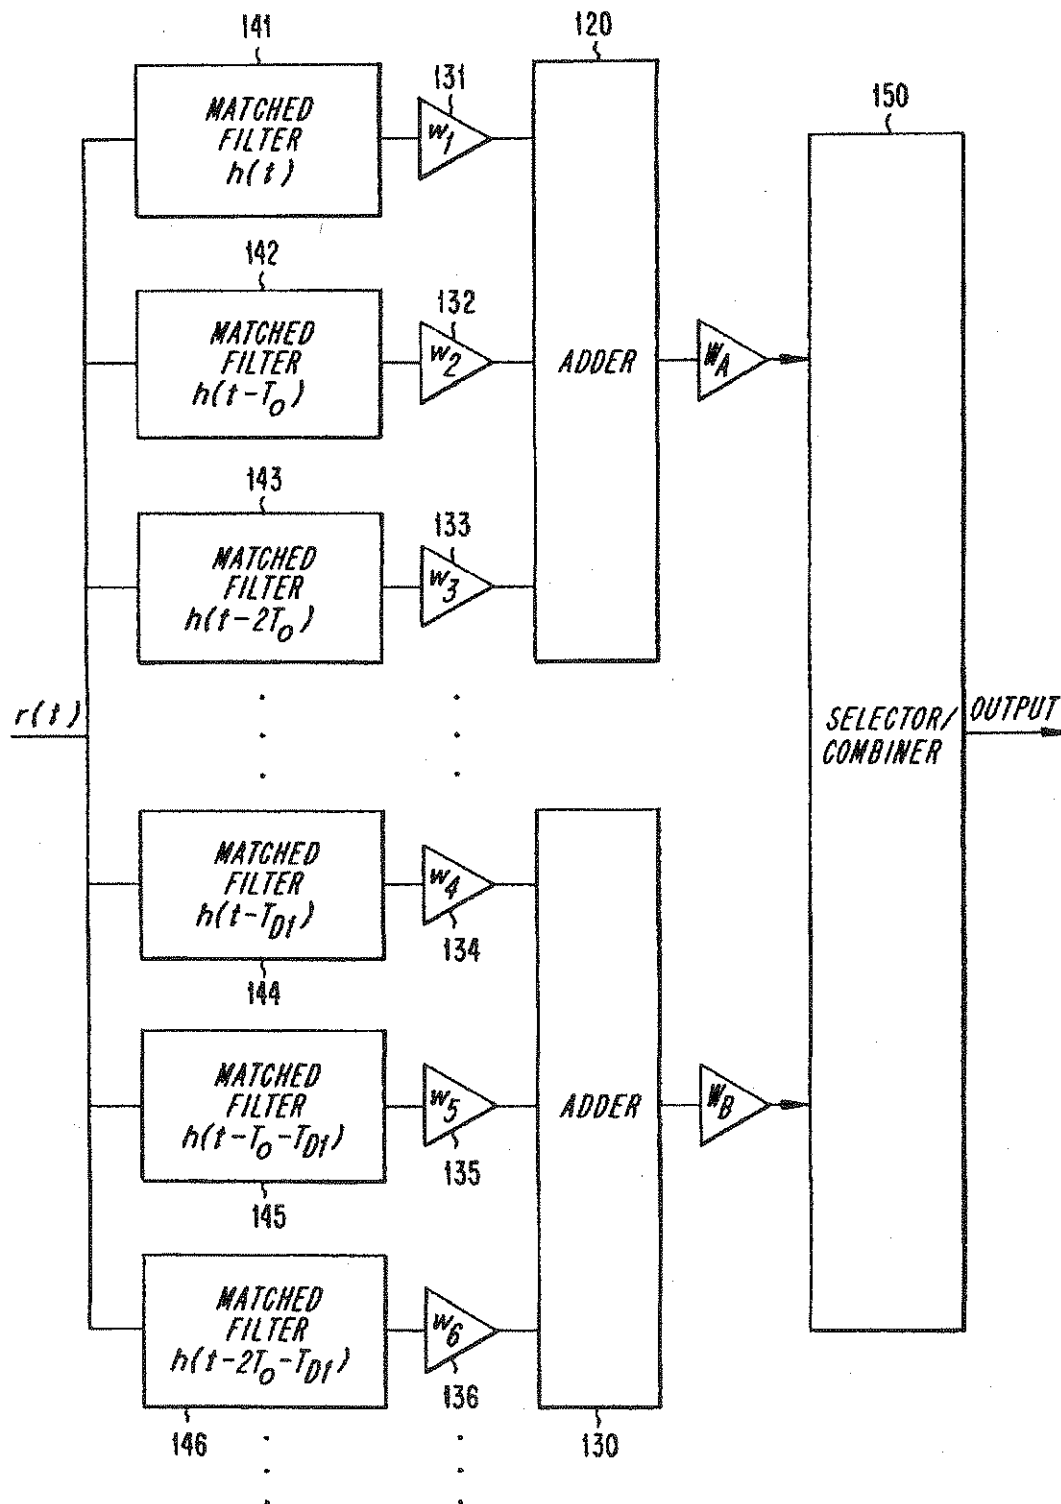 141
MATCHED
FILTER
h(t)
131
w1
120
ADDER
150
142
MATCHED
FILTER
h(t-To)
132
w2
WA
143
MATCHED
FILTER
h(t-2To)
133
w3
r(t)
SELECTOR/
COMBINER
OUTPUT
MATCHED
FILTER
h(t-TD1)
144
w4
134
MATCHED
FILTER
h(t-To-TD1)
145
w5
135
ADDER
WB
MATCHED
FILTER
h(t-2To-TD1)
146
w6
136
130